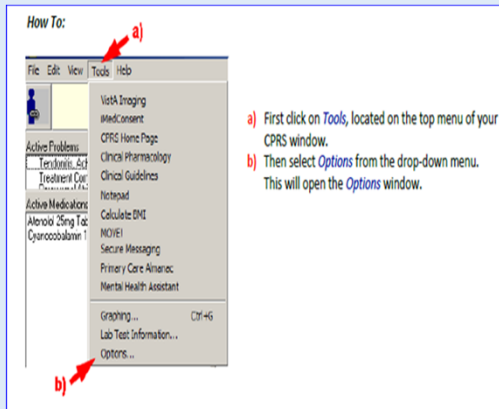 How To:
a)
File Edit View Tools Help
VistA Imaging
iMedConsent
CPRS Home Page
Clinical Pharmacology
Clinical Guidelines
Notepad
Calculate BMI
MOVE!
Secure Messaging
Primary Care Almanac
Mental Health Assistant
Graphing... Ctrl+G
Lab Test Information...
Options...
Active Problems
Tendonitis, Ach
Treatment Con
Active Medications
Atenolol 25mg Tab
Cyanocobalamin 1
b)
a) First click on Tools, located on the top menu of your
CPRS window.
b) Then select Options from the drop-down menu.
This will open the Options window.